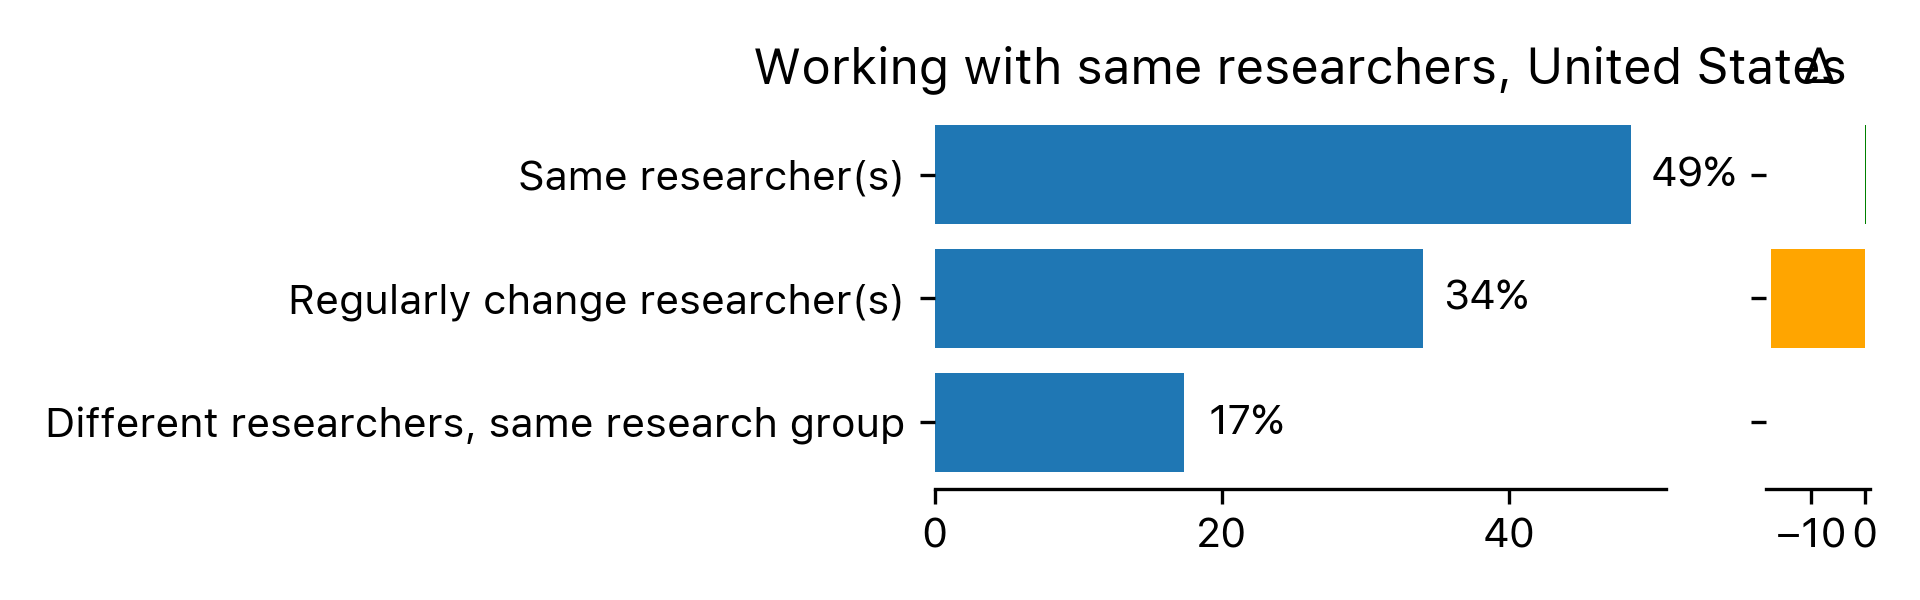 Working with same researchers, United States Δ
Same researcher(s) 49%
Regularly change researcher(s) 34%
Different researchers, same research group 17%
0 20 40 −10 0